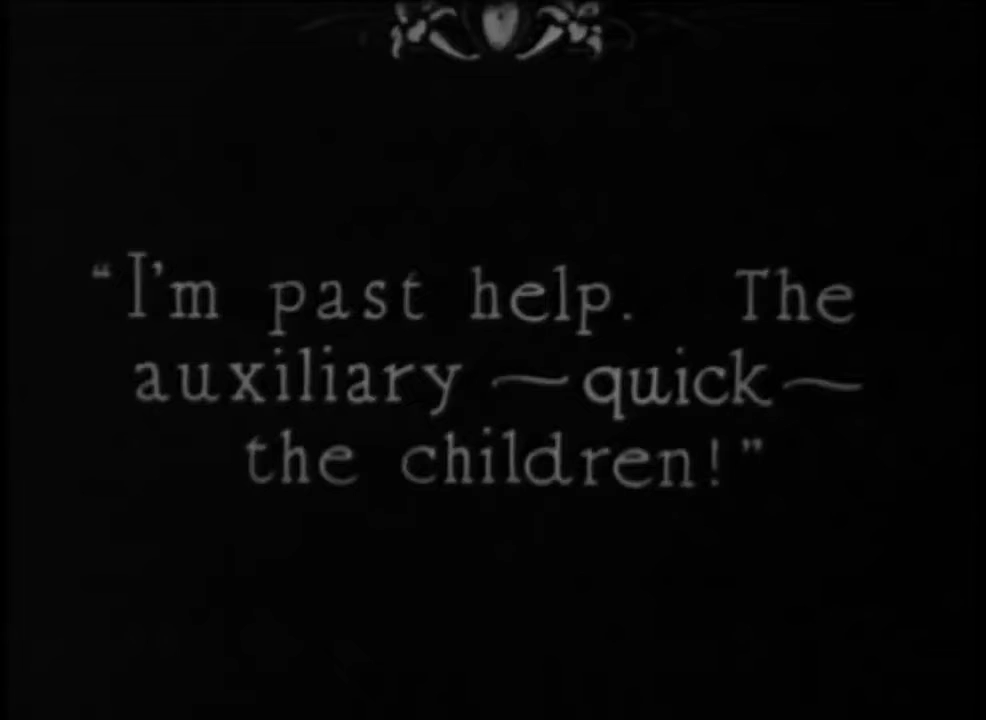 “I'm past help. The
auxiliary — quick —
the children!”